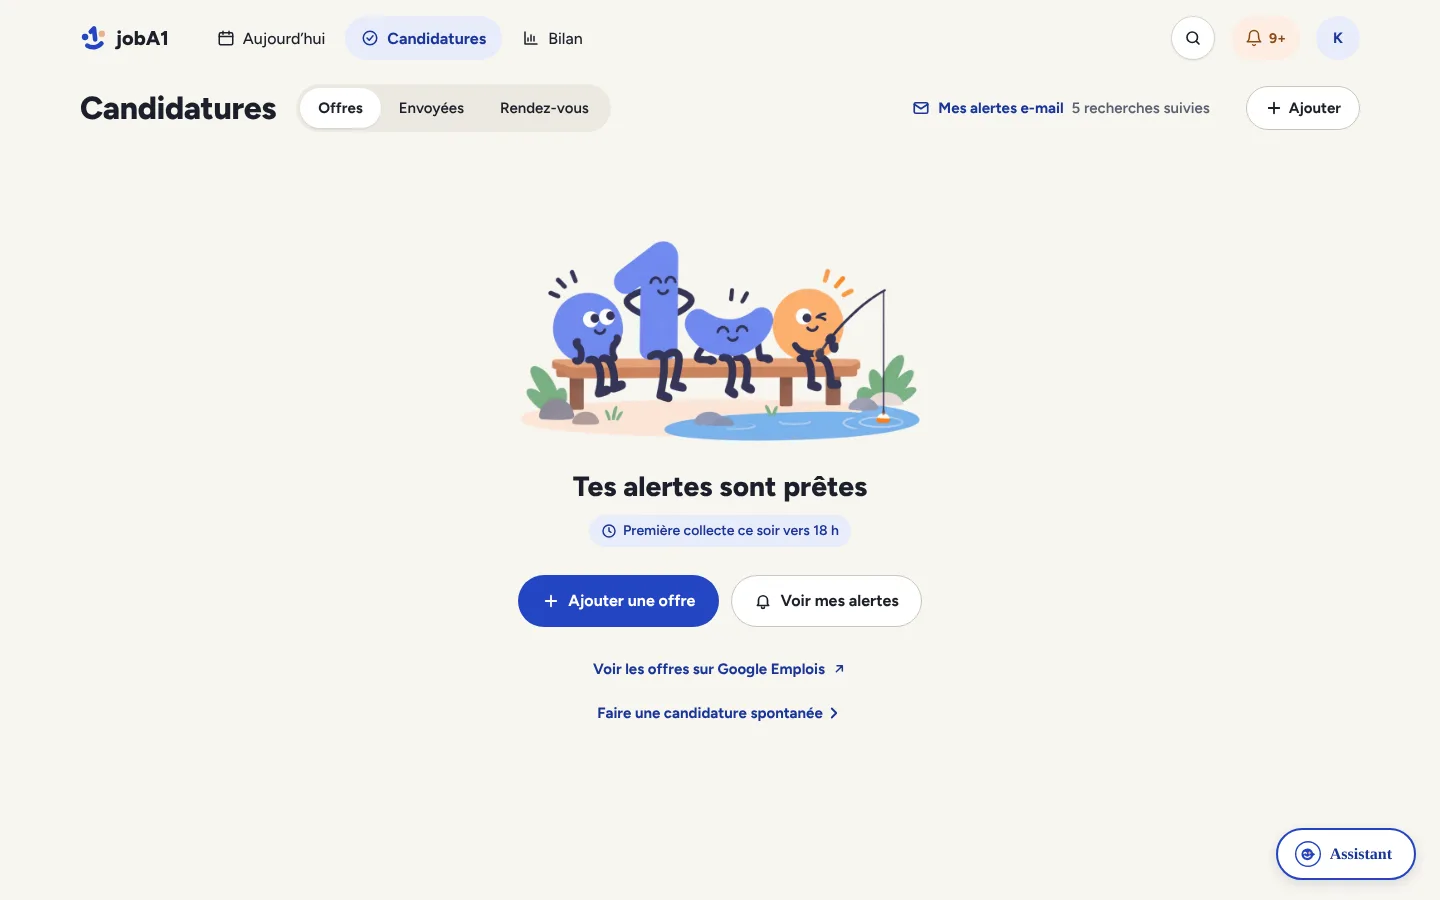 jobA1
Aujourd'hui
Candidatures
Bilan
9+
K
Candidatures
Offres
Envoyées
Rendez-vous
Mes alertes e-mail 5 recherches suivies
Ajouter
Tes alertes sont prêtes
Première collecte ce soir vers 18 h
Ajouter une offre
Voir mes alertes
Voir les offres sur Google Emplois
Faire une candidature spontanée
Assistant